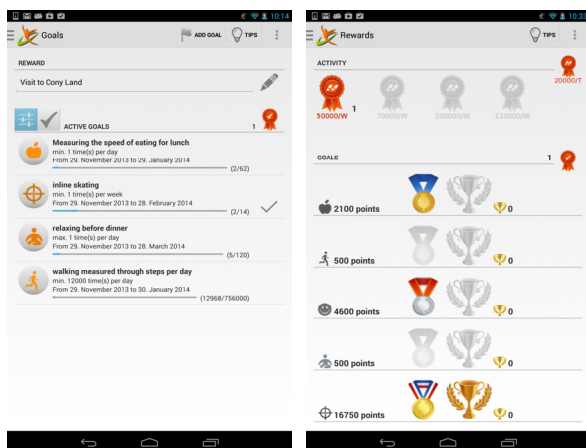 10:14
Goals
ADD GOAL
TIPS
REWARD
Visit to Cony Land
ACTIVE GOALS
1
Measuring the speed of eating for lunch
min. 1 time(s) per day
From 29. November 2013 to 29. January 2014
(2/62)
inline skating
min. 1 time(s) per week
From 29. November 2013 to 28. February 2014
(2/14)
relaxing before dinner
max. 1 time(s) per day
From 29. November 2013 to 28. March 2014
(5/120)
walking measured through steps per day
min. 12000 time(s) per day
From 29. November 2013 to 30. January 2014
(12968/756000)
10:33
Rewards
TIPS
ACTIVITY
20000/T
1
50000/W
70000/W
100000/W
110000/W
GOALS
1
2100 points
0
500 points
0
4600 points
0
500 points
0
16750 points
0